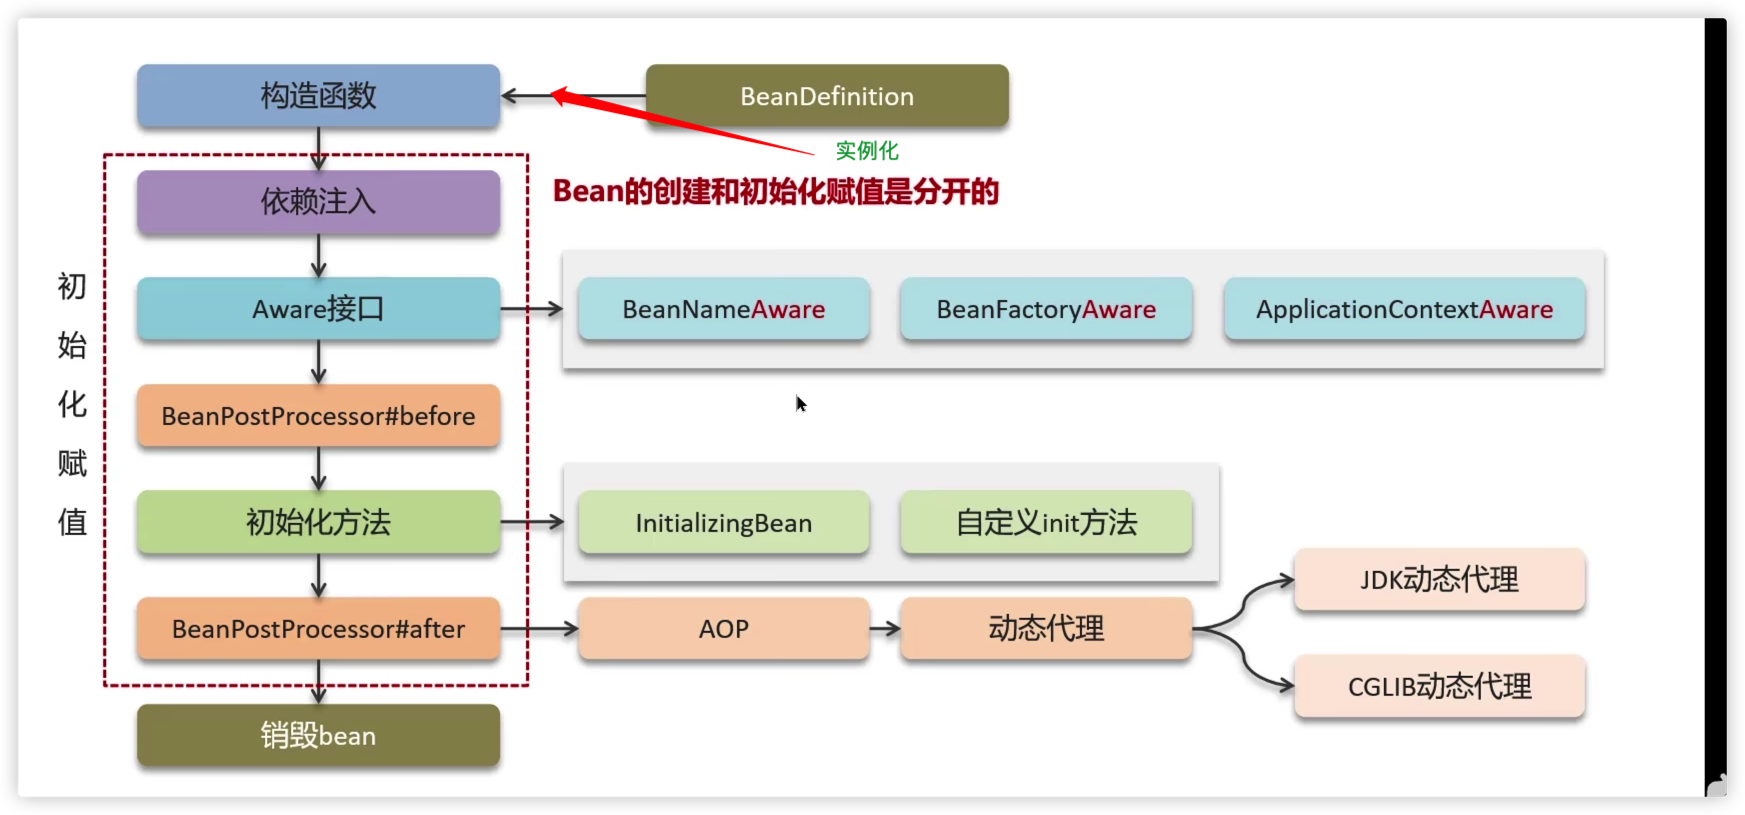 构造函数
BeanDefinition
实例化
Bean的创建和初始化赋值是分开的
依赖注入
初始化赋值
Aware接口
BeanNameAware
BeanFactoryAware
ApplicationContextAware
BeanPostProcessor#before
初始化方法
InitializingBean
自定义init方法
BeanPostProcessor#after
AOP
动态代理
JDK动态代理
CGLIB动态代理
销毁bean